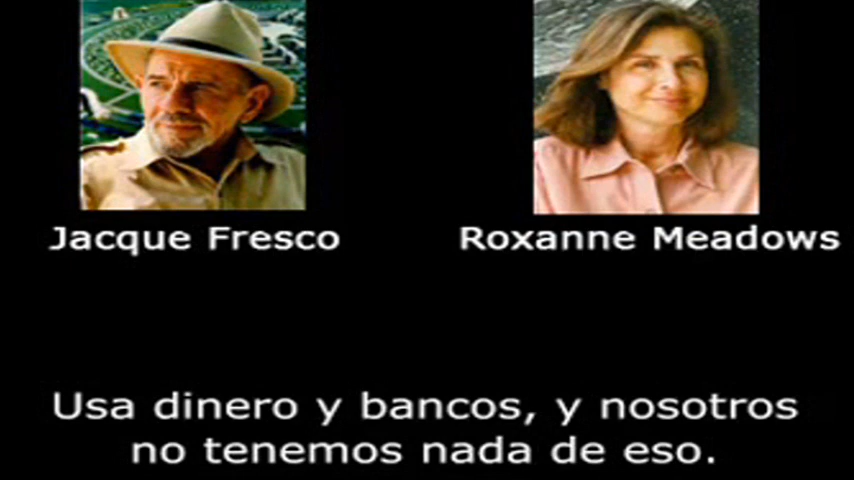 Jacque Fresco
Roxanne Meadows
Usa dinero y bancos, y nosotros
no tenemos nada de eso.